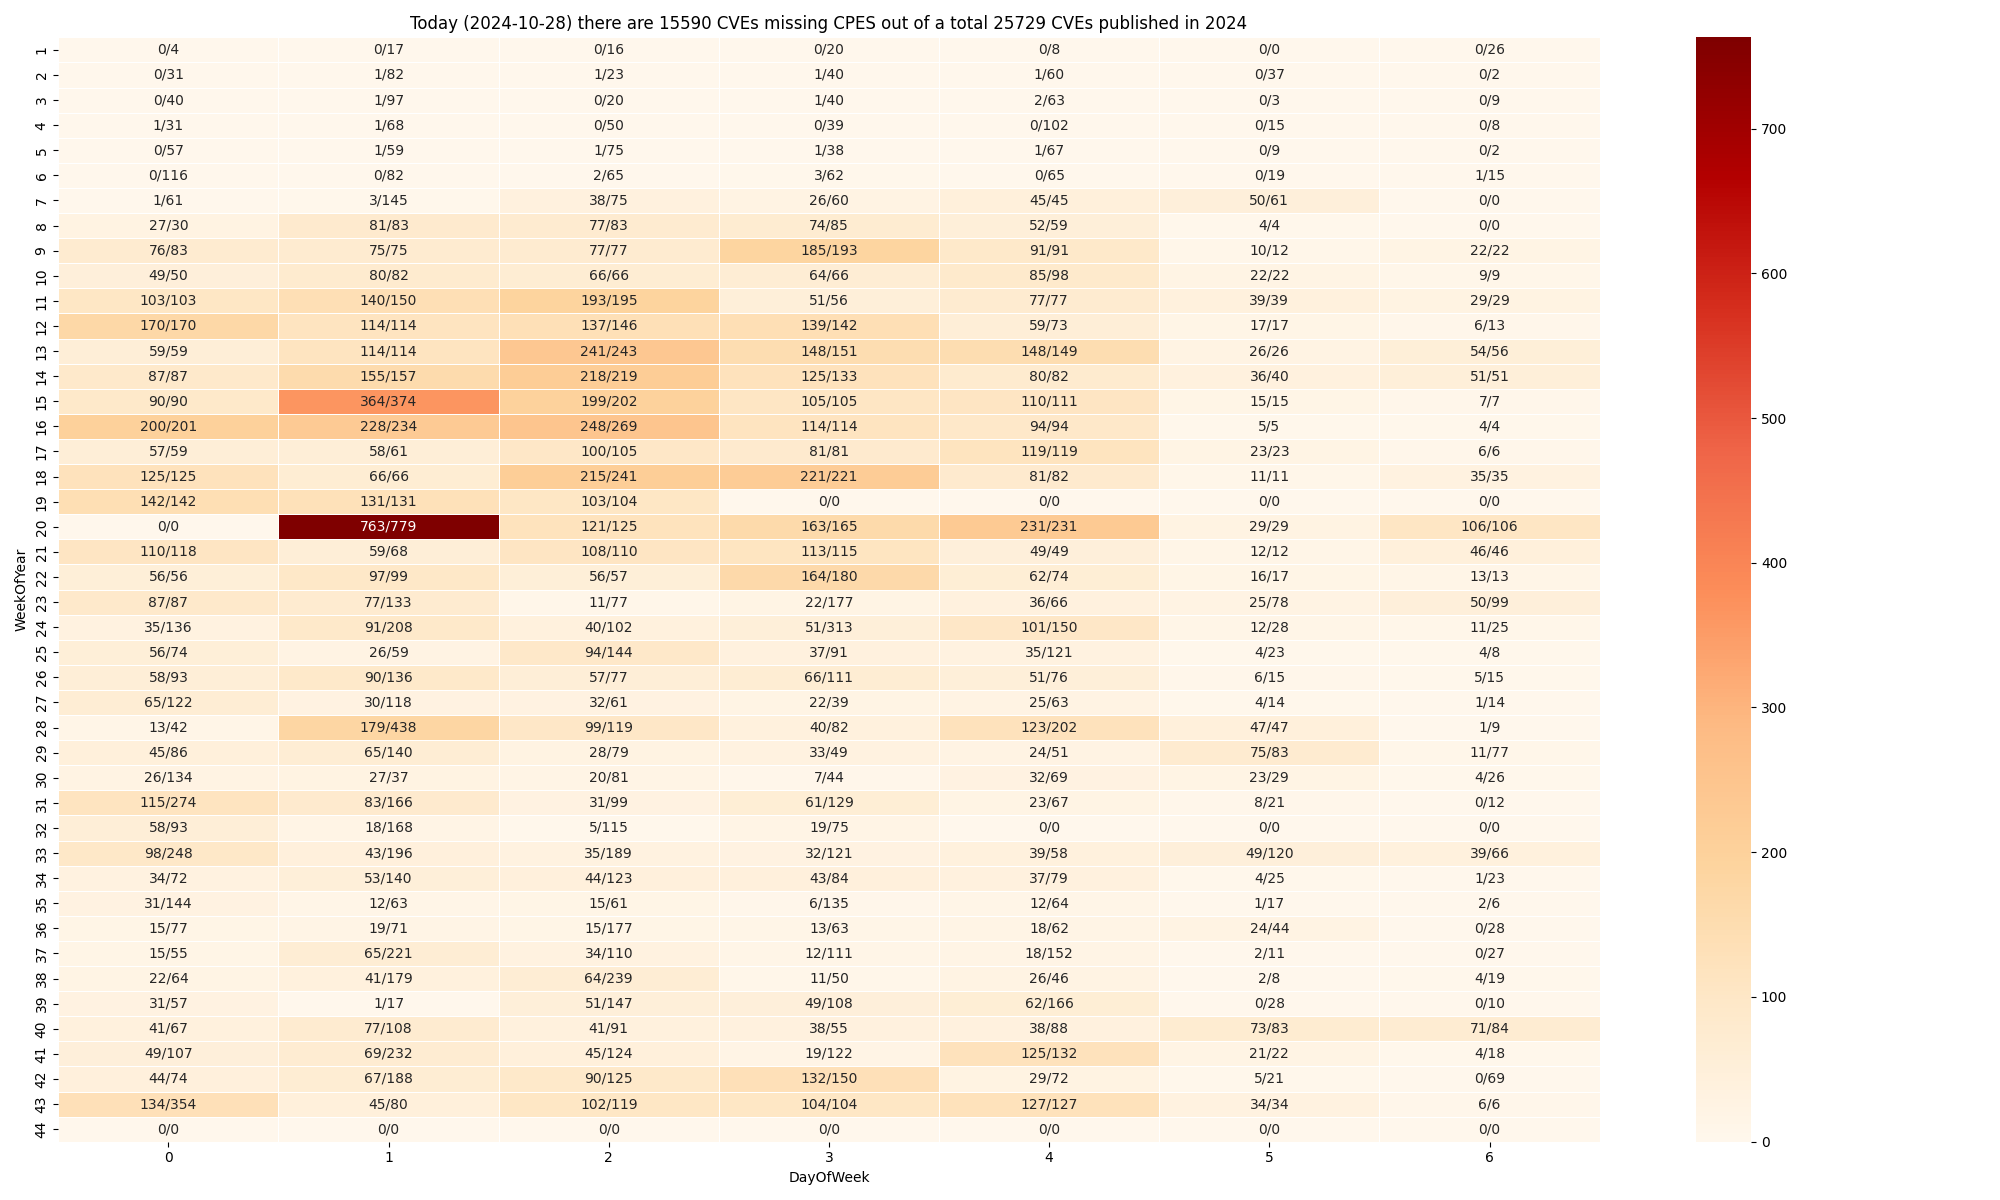 Today (2024-10-28) there are 15590 CVEs missing CPES out of a total 25729 CVEs published in 2024
1 0/4 0/17 0/16 0/20 0/8 0/0 0/26
2 0/31 1/82 1/23 1/40 1/60 0/37 0/2
3 0/40 1/97 0/20 1/40 2/63 0/3 0/9
4 1/31 1/68 0/50 0/39 0/102 0/15 0/8
5 0/57 1/59 1/75 1/38 1/67 0/9 0/2
6 0/116 0/82 2/65 3/62 0/65 0/19 1/15
7 1/61 3/145 38/75 26/60 45/45 50/61 0/0
8 27/30 81/83 77/83 74/85 52/59 4/4 0/0
9 76/83 75/75 77/77 185/193 91/91 10/12 22/22
10 49/50 80/82 66/66 64/66 85/98 22/22 9/9
11 103/103 140/150 193/195 51/56 77/77 39/39 29/29
12 170/170 114/114 137/146 139/142 59/73 17/17 6/13
13 59/59 114/114 241/243 148/151 148/149 26/26 54/56
14 87/87 155/157 218/219 125/133 80/82 36/40 51/51
15 90/90 364/374 199/202 105/105 110/111 15/15 7/7
16 200/201 228/234 248/269 114/114 94/94 5/5 4/4
17 57/59 58/61 100/105 81/81 119/119 23/23 6/6
18 125/125 66/66 215/241 221/221 81/82 11/11 35/35
19 142/142 131/131 103/104 0/0 0/0 0/0 0/0
20 0/0 763/779 121/125 163/165 231/231 29/29 106/106
21 110/118 59/68 108/110 113/115 49/49 12/12 46/46
22 56/56 97/99 56/57 164/180 62/74 16/17 13/13
23 87/87 77/133 11/77 22/177 36/66 25/78 50/99
24 35/136 91/208 40/102 51/313 101/150 12/28 11/25
25 56/74 26/59 94/144 37/91 35/121 4/23 4/8
26 58/93 90/136 57/77 66/111 51/76 6/15 5/15
27 65/122 30/118 32/61 22/39 25/63 4/14 1/14
28 13/42 179/438 99/119 40/82 123/202 47/47 1/9
29 45/86 65/140 28/79 33/49 24/51 75/83 11/77
30 26/134 27/37 20/81 7/44 32/69 23/29 4/26
31 115/274 83/166 31/99 61/129 23/67 8/21 0/12
32 58/93 18/168 5/115 19/75 0/0 0/0 0/0
33 98/248 43/196 35/189 32/121 39/58 49/120 39/66
34 34/72 53/140 44/123 43/84 37/79 4/25 1/23
35 31/144 12/63 15/61 6/135 12/64 1/17 2/6
36 15/77 19/71 15/177 13/63 18/62 24/44 0/28
37 15/55 65/221 34/110 12/111 18/152 2/11 0/27
38 22/64 41/179 64/239 11/50 26/46 2/8 4/19
39 31/57 1/17 51/147 49/108 62/166 0/28 0/10
40 41/67 77/108 41/91 38/55 38/88 73/83 71/84
41 49/107 69/232 45/124 19/122 125/132 21/22 4/18
42 44/74 67/188 90/125 132/150 29/72 5/21 0/69
43 134/354 45/80 102/119 104/104 127/127 34/34 6/6
44 0/0 0/0 0/0 0/0 0/0 0/0 0/0
0 1 2 3 4 5 6
DayOfWeek
WeekOfYear
700
600
500
400
300
200
100
0